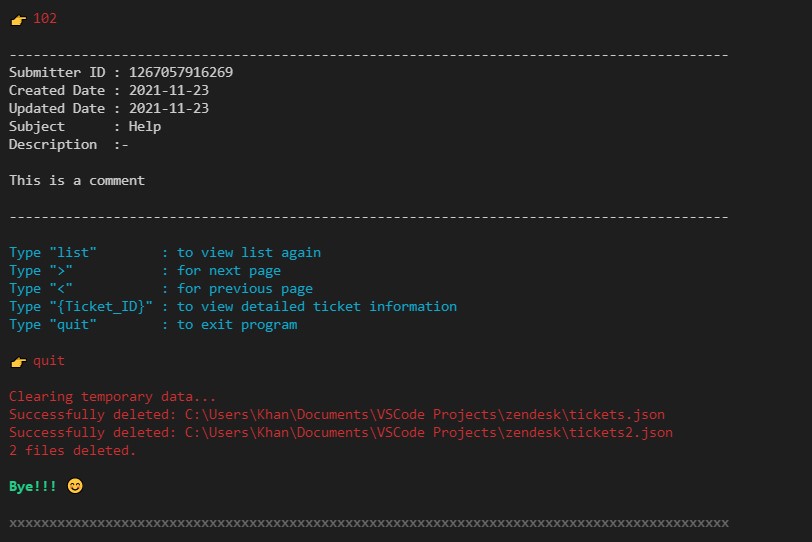 👉 102
------------------------------------------------------------------------------------------
Submitter ID : 1267057916269
Created Date : 2021-11-23
Updated Date : 2021-11-23
Subject      : Help
Description  :-
This is a comment
------------------------------------------------------------------------------------------
Type "list"        : to view list again
Type ">"           : for next page
Type "<"           : for previous page
Type "{Ticket_ID}" : to view detailed ticket information
Type "quit"        : to exit program
👉 quit
Clearing temporary data...
Successfully deleted: C:\Users\Khan\Documents\VSCode Projects\zendesk\tickets.json
Successfully deleted: C:\Users\Khan\Documents\VSCode Projects\zendesk\tickets2.json
2 files deleted.
Bye!!! 😊
xxxxxxxxxxxxxxxxxxxxxxxxxxxxxxxxxxxxxxxxxxxxxxxxxxxxxxxxxxxxxxxxxxxxxxxxxxxxxxxxxxxxxxxxxx